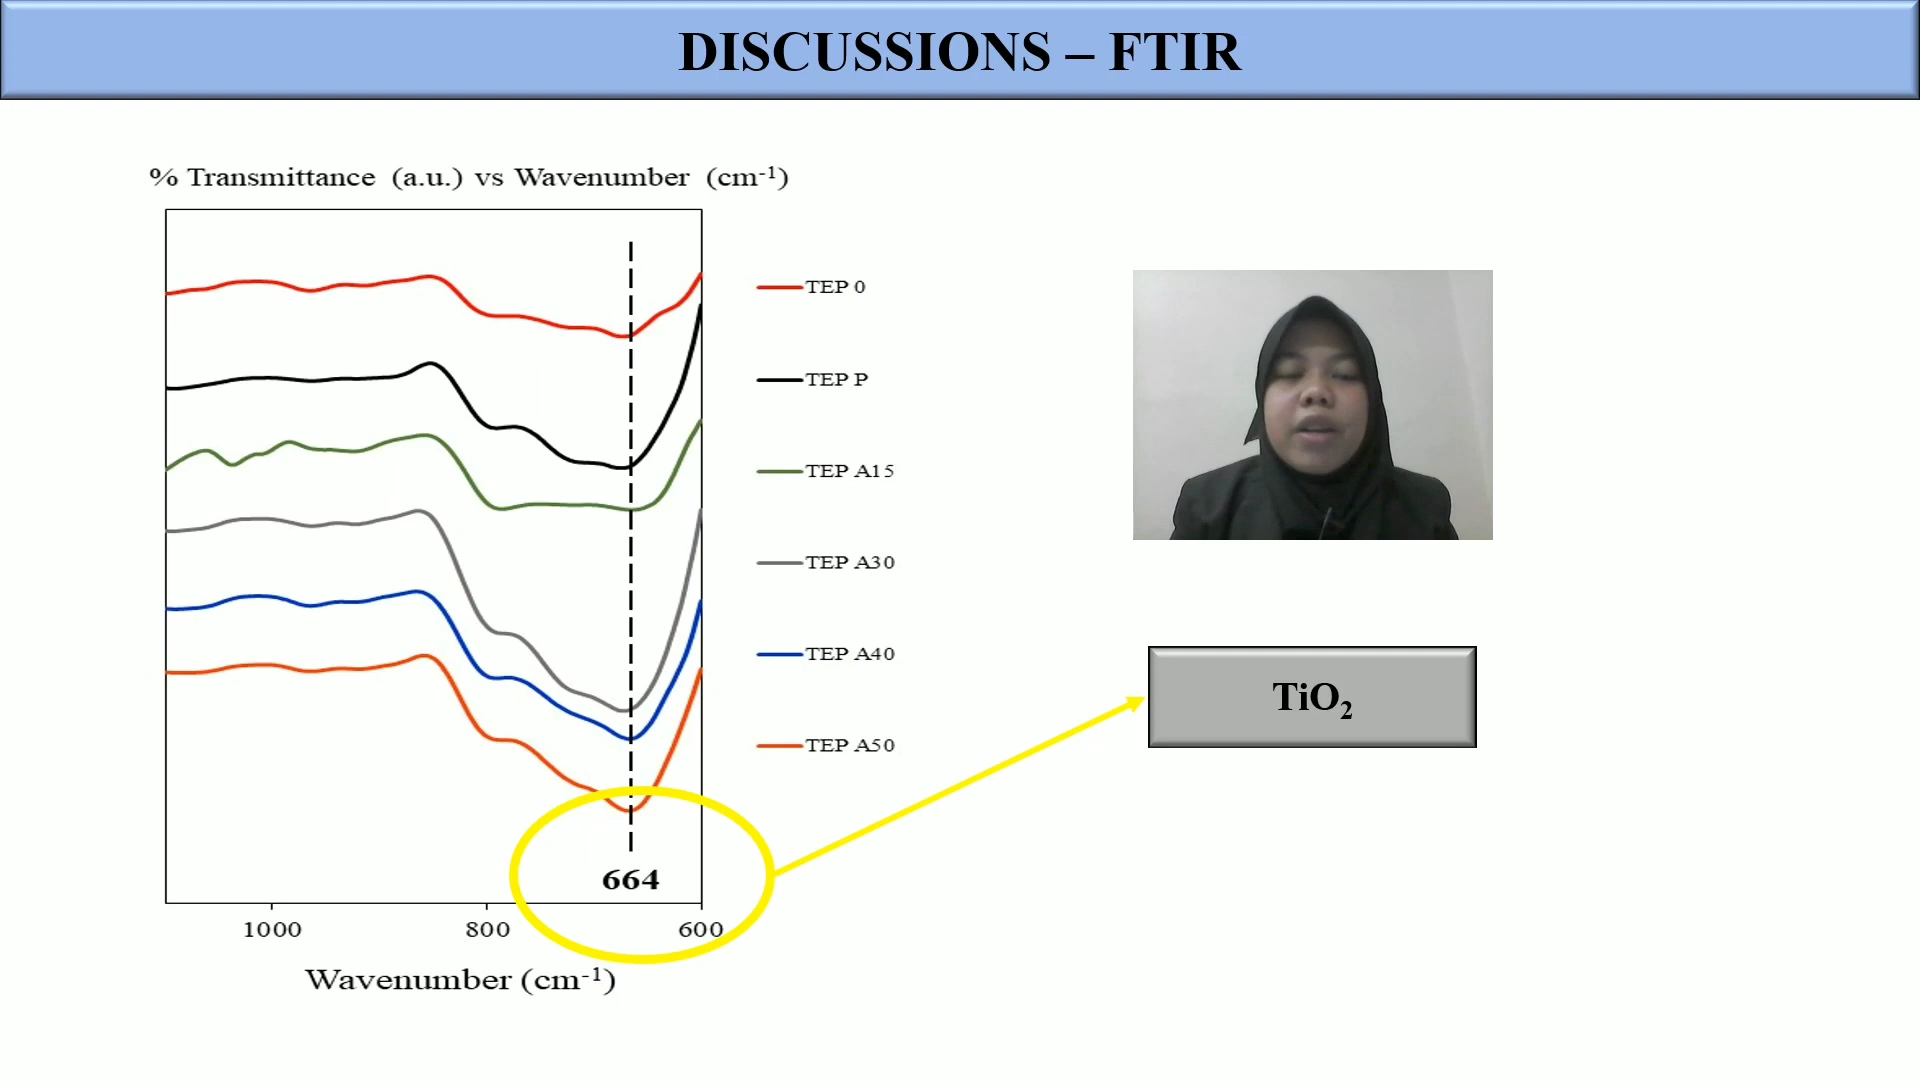 DISCUSSIONS – FTIR
% Transmittance (a.u.) vs Wavenumber (cm⁻¹)
TEP 0
TEP P
TEP A15
TEP A30
TEP A40
TEP A50
TiO₂
664
1000 800 600
Wavenumber (cm⁻¹)